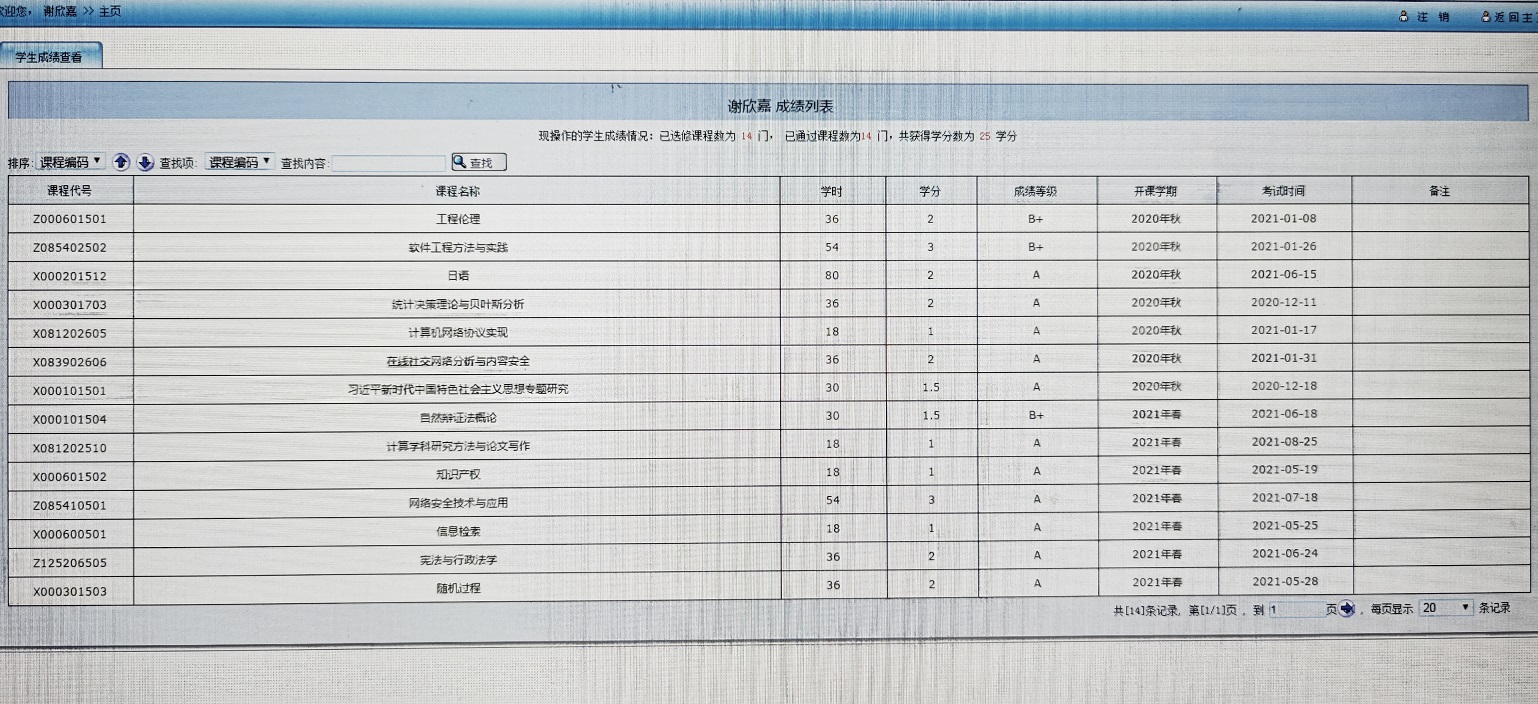 欢迎您, 谢欣嘉 >> 主页 注 销 返回主
学生成绩查看
谢欣嘉 成绩列表
现操作的学生成绩情况: 已选修课程数为 14 门, 已通过课程数为14 门, 共获得学分数为 25 学分
排序: 课程编码 查找项: 课程编码 查找内容: 查找
课程代号 课程名称 学时 学分 成绩等级 开课学期 考试时间 备注
Z000601501 工程伦理 36 2 B+ 2020年秋 2021-01-08
Z085402502 软件工程方法与实践 54 3 B+ 2020年秋 2021-01-26
X000201512 日语 80 2 A 2020年秋 2021-06-15
X000301703 统计决策理论与贝叶斯分析 36 2 A 2020年秋 2020-12-11
X081202605 计算机网络协议实现 18 1 A 2020年秋 2021-01-17
X083902606 在线社交网络分析与内容安全 36 2 A 2020年秋 2021-01-31
X000101501 习近平新时代中国特色社会主义思想专题研究 30 1.5 A 2020年秋 2020-12-18
X000101504 自然辩证法概论 30 1.5 B+ 2021年春 2021-06-18
X081202510 计算学科研究方法与论文写作 18 1 A 2021年春 2021-08-25
X000601502 知识产权 18 1 A 2021年春 2021-05-19
Z085410501 网络安全技术与应用 54 3 A 2021年春 2021-07-18
X000600501 信息检索 18 1 A 2021年春 2021-05-25
Z125206505 宪法与行政法学 36 2 A 2021年春 2021-06-24
X000301503 随机过程 36 2 A 2021年春 2021-05-28
共[14]条记录, 第[1/1]页 , 到 1 页 , 每页显示 20 条记录